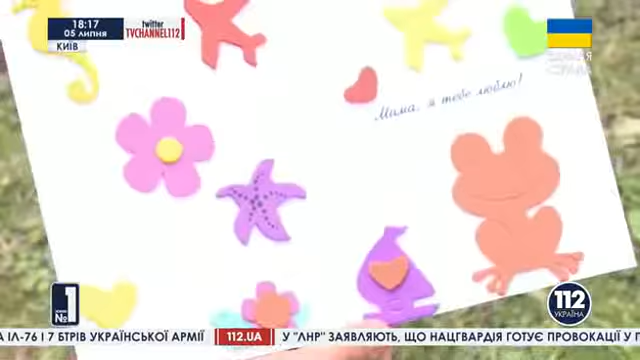 18:17
05 ЛИПНЯ
КИЇВ
twitter
TVCHANNEL112
ЄДИНА
Мама, я тебе люблю!
№1
112
УКРАЇНА
А ІЛ-76 І 7 БТРІВ УКРАЇНСЬКОЇ АРМІЇ 112.UA У "ЛНР" ЗАЯВЛЯЮТЬ, ЩО НАЦГВАРДІЯ ГОТУЄ ПРОВОКАЦІЇ У Г